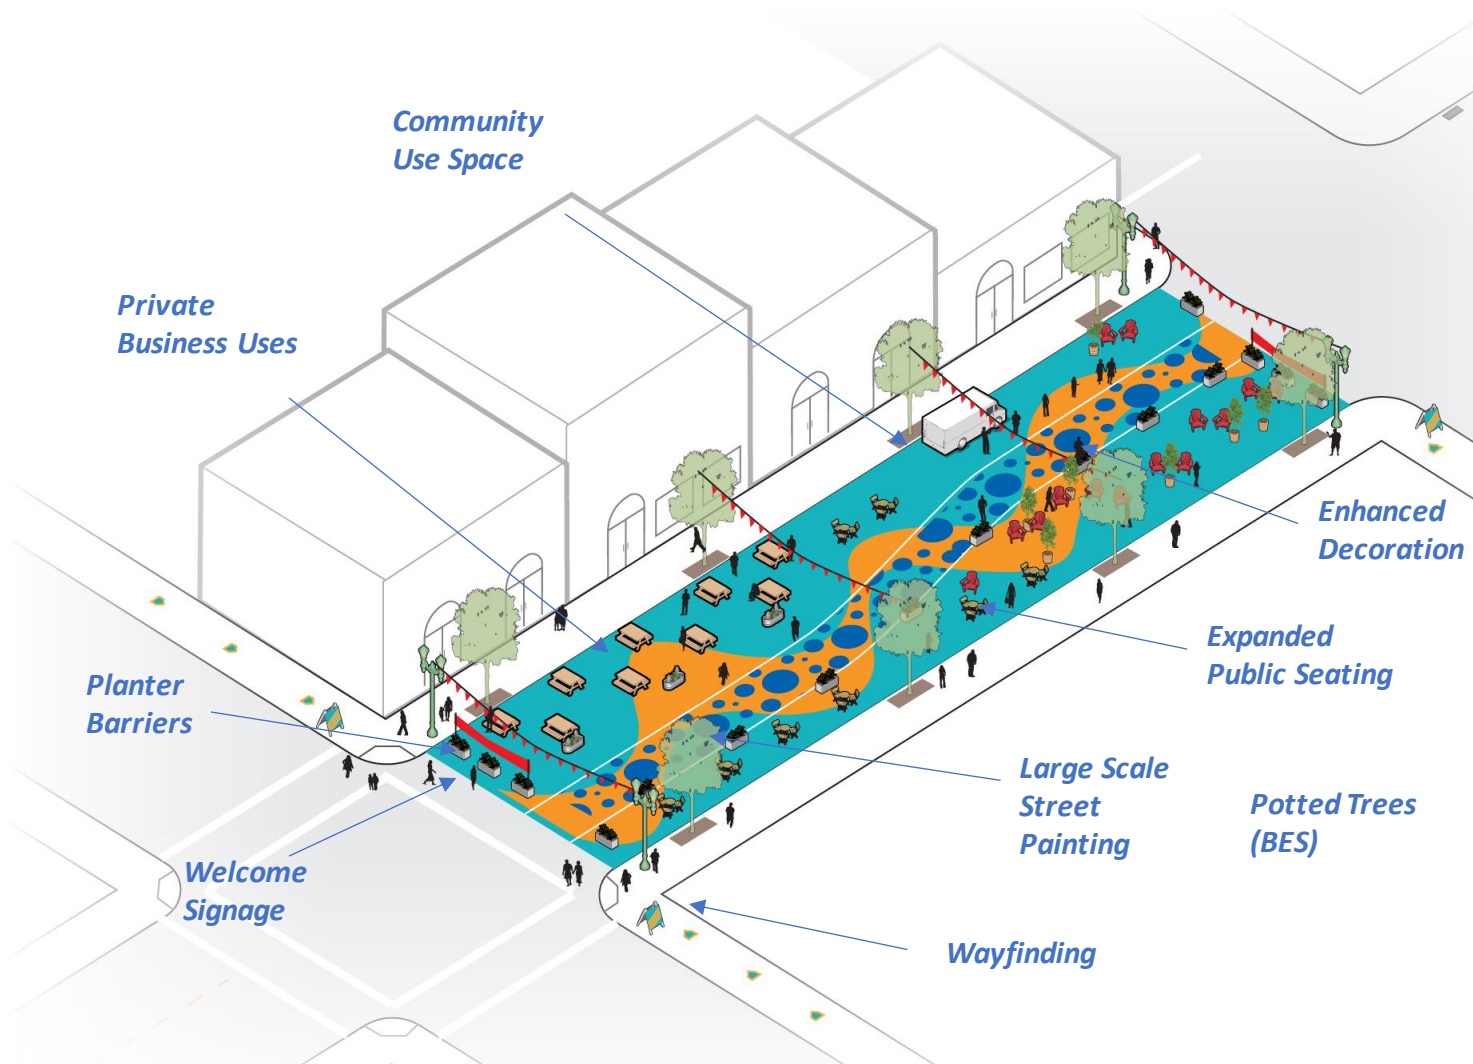 Community
Use Space
Private
Business Uses
Enhanced
Decoration
Expanded
Public Seating
Planter
Barriers
Large Scale
Street
Painting
Potted Trees
(BES)
Welcome
Signage
Wayfinding